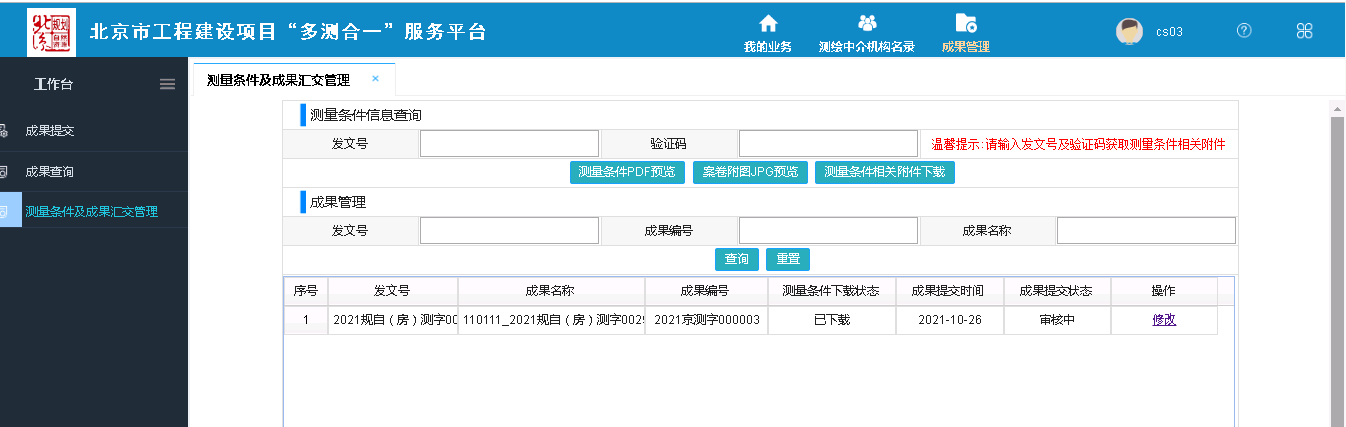 北京市工程建设项目“多测合一”服务平台
我的业务 测绘中介机构名录 成果管理
cs03
工作台
成果提交
成果查询
测量条件及成果汇交管理
测量条件及成果汇交管理 ×
测量条件信息查询
发文号 验证码 温馨提示:请输入发文号及验证码获取测量条件相关附件
测量条件PDF预览 案卷附图JPG预览 测量条件相关附件下载
成果管理
发文号 成果编号 成果名称
查询 重置
序号 发文号 成果名称 成果编号 测量条件下载状态 成果提交时间 成果提交状态 操作
1 2021规自（房）测字00 110111_2021规自（房）测字002 2021京测字000003 已下载 2021-10-26 审核中 修改